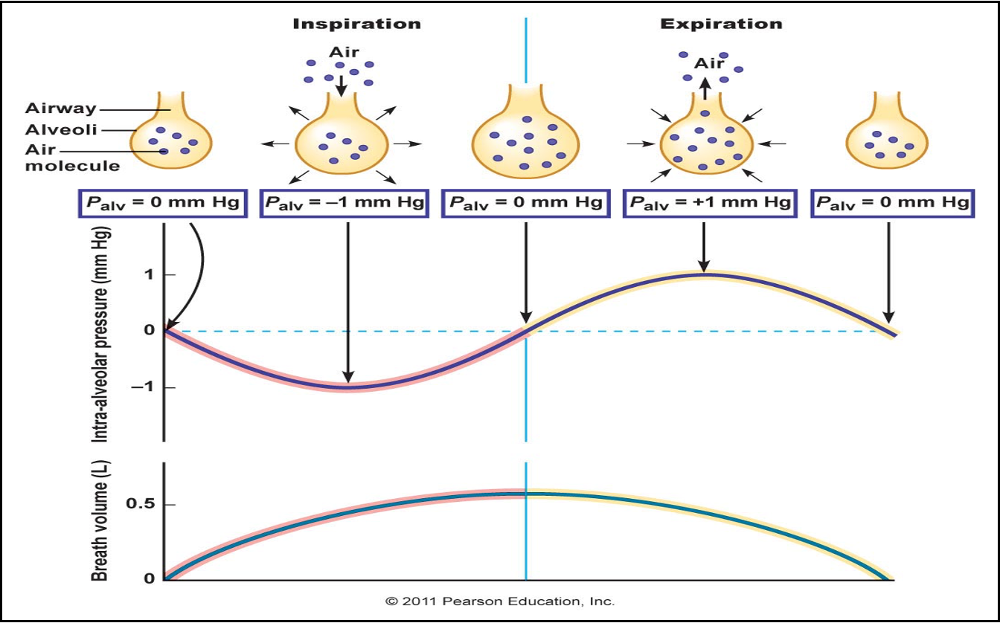 Inspiration
Expiration
Air
Air
Airway
Alveoli
Air
molecule
Palv = 0 mm Hg
Palv = –1 mm Hg
Palv = 0 mm Hg
Palv = +1 mm Hg
Palv = 0 mm Hg
Intra-alveolar pressure (mm Hg)
1
0
–1
Breath volume (L)
0.5
0
© 2011 Pearson Education, Inc.